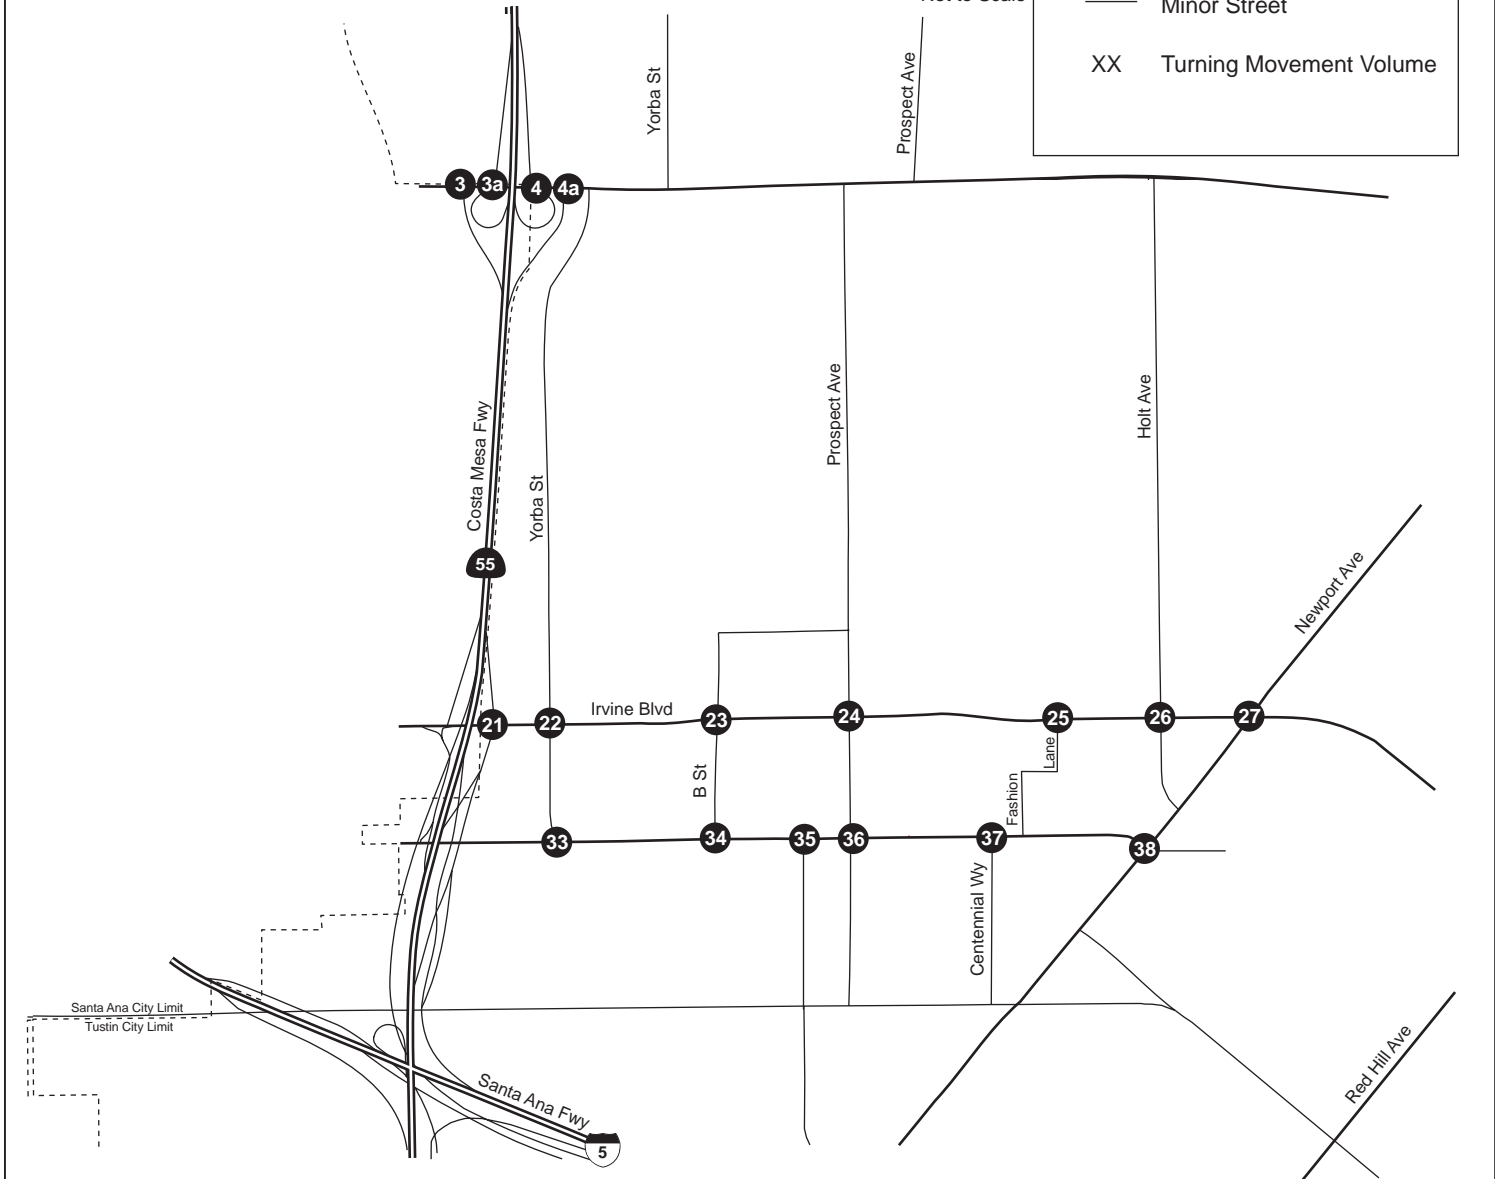 Minor Street
XX Turning Movement Volume
Yorba St
Prospect Ave
3
3a
4
4a
Costa Mesa Fwy
Yorba St
Prospect Ave
Holt Ave
55
Newport Ave
Irvine Blvd
21
22
23
24
25
26
27
B St
Lane
Fashion
33
34
35
36
37
38
Centennial Wy
Santa Ana City Limit
Tustin City Limit
Santa Ana Fwy
5
Red Hill Ave